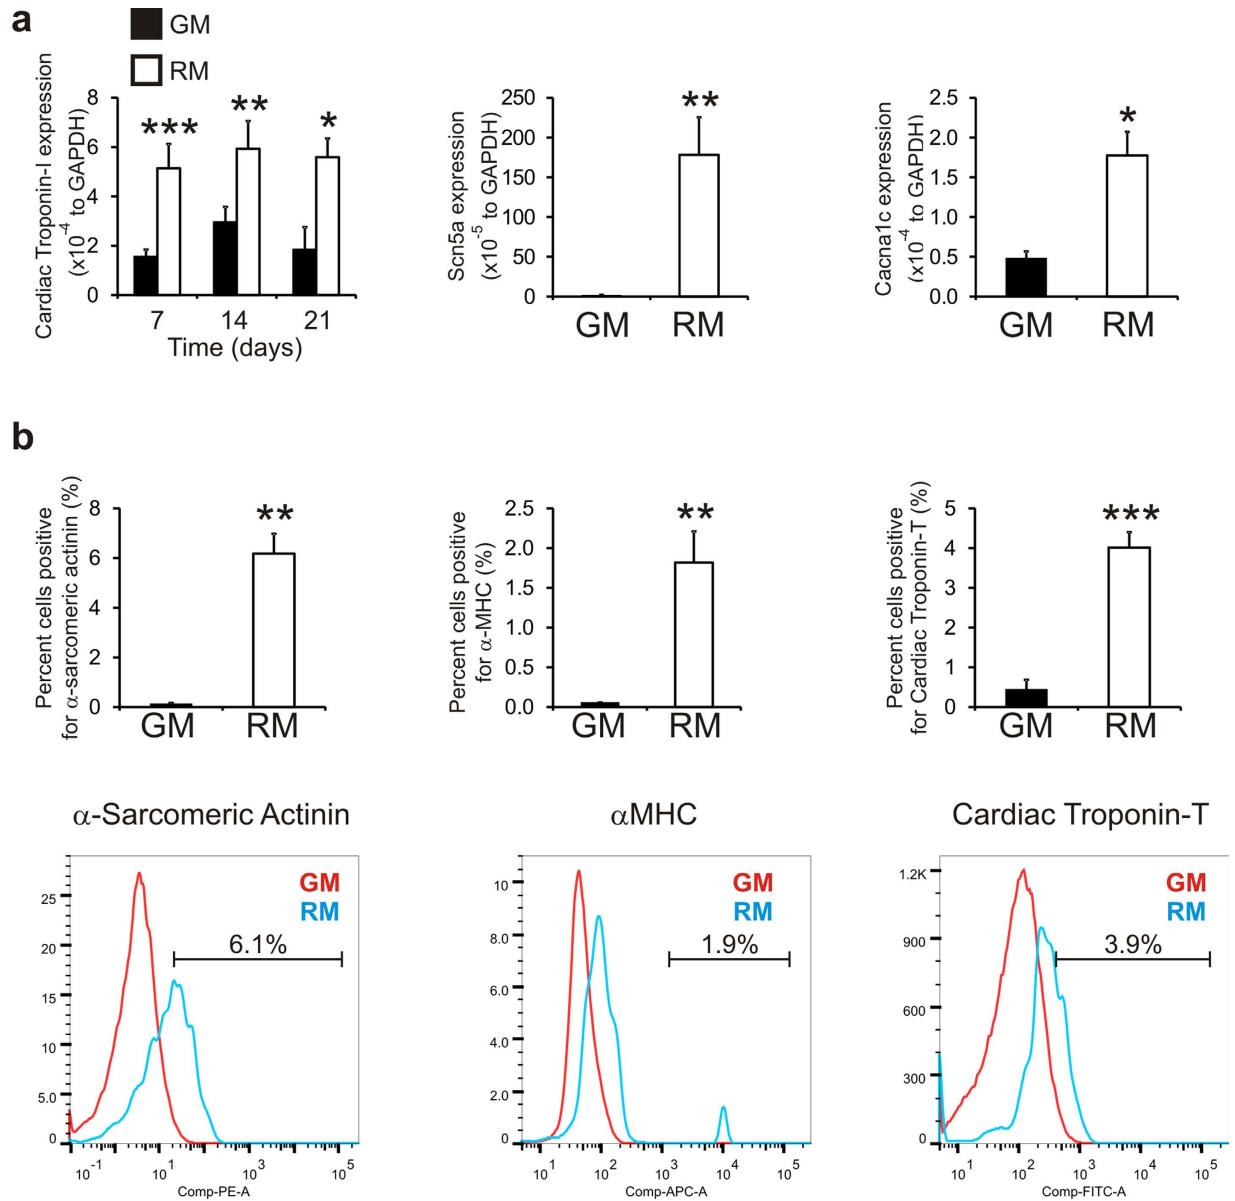 a
GM
RM
Cardiac Troponin-I expression
(x10⁻⁴ to GAPDH)
8
6
4
2
0
***
**
*
7 14 21
Time (days)
Scn5a expression
(x10⁻⁵ to GAPDH)
250
200
150
100
50
0
**
GM RM
Cacna1c expression
(x10⁻⁴ to GAPDH)
2.5
2.0
1.5
1.0
0.5
0.0
*
GM RM
b
Percent cells positive
for α-sarcomeric actinin (%)
8
6
4
2
0
**
GM RM
Percent cells positive
for α-MHC (%)
2.5
2.0
1.5
1.0
0.5
0.0
**
GM RM
Percent cells positive
for Cardiac Troponin-T (%)
5
4
3
2
1
0
***
GM RM
α-Sarcomeric Actinin
GM
RM
6.1%
25
20
15
10
5.0
0
10⁻¹ 10¹ 10³ 10⁵
Comp-PE-A
αMHC
GM
RM
1.9%
10
8.0
6.0
4.0
2.0
0
10¹ 10² 10³ 10⁴ 10⁵
Comp-APC-A
Cardiac Troponin-T
GM
RM
3.9%
1.2K
900
600
300
0
10¹ 10² 10³ 10⁴ 10⁵
Comp-FITC-A